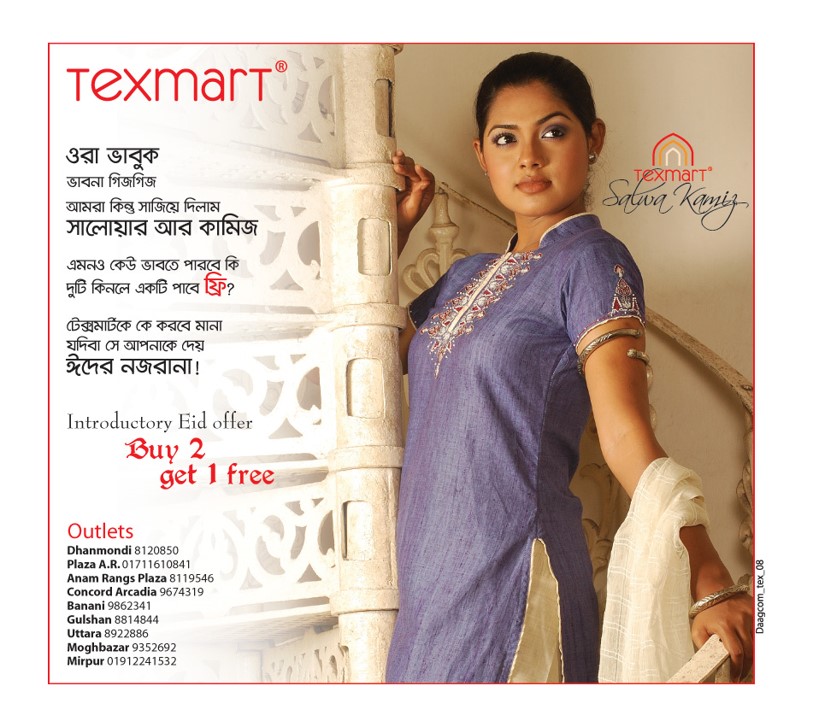 Texmart®
ওরা ভাবুক
ভাবনা গিজগিজ
আমরা কিন্তু সাজিয়ে দিলাম
সালোয়ার আর কামিজ
এমনও কেউ ভাবতে পারবে কি
দুটি কিনলে একটি পাবে ফ্রি?
টেক্সমার্টকে কে করবে মানা
যদিবা সে আপনাকে দেয়
ঈদের নজরানা!
Introductory Eid offer
Buy 2
get 1 free
Outlets
Dhanmondi 8120850
Plaza A.R. 01711610841
Anam Rangs Plaza 8119546
Concord Arcadia 9674319
Banani 9862341
Gulshan 8814844
Uttara 8922886
Moghbazar 9352692
Mirpur 01912241532
Texmart®
Salwa Kamiz
Daagcom_tex_08